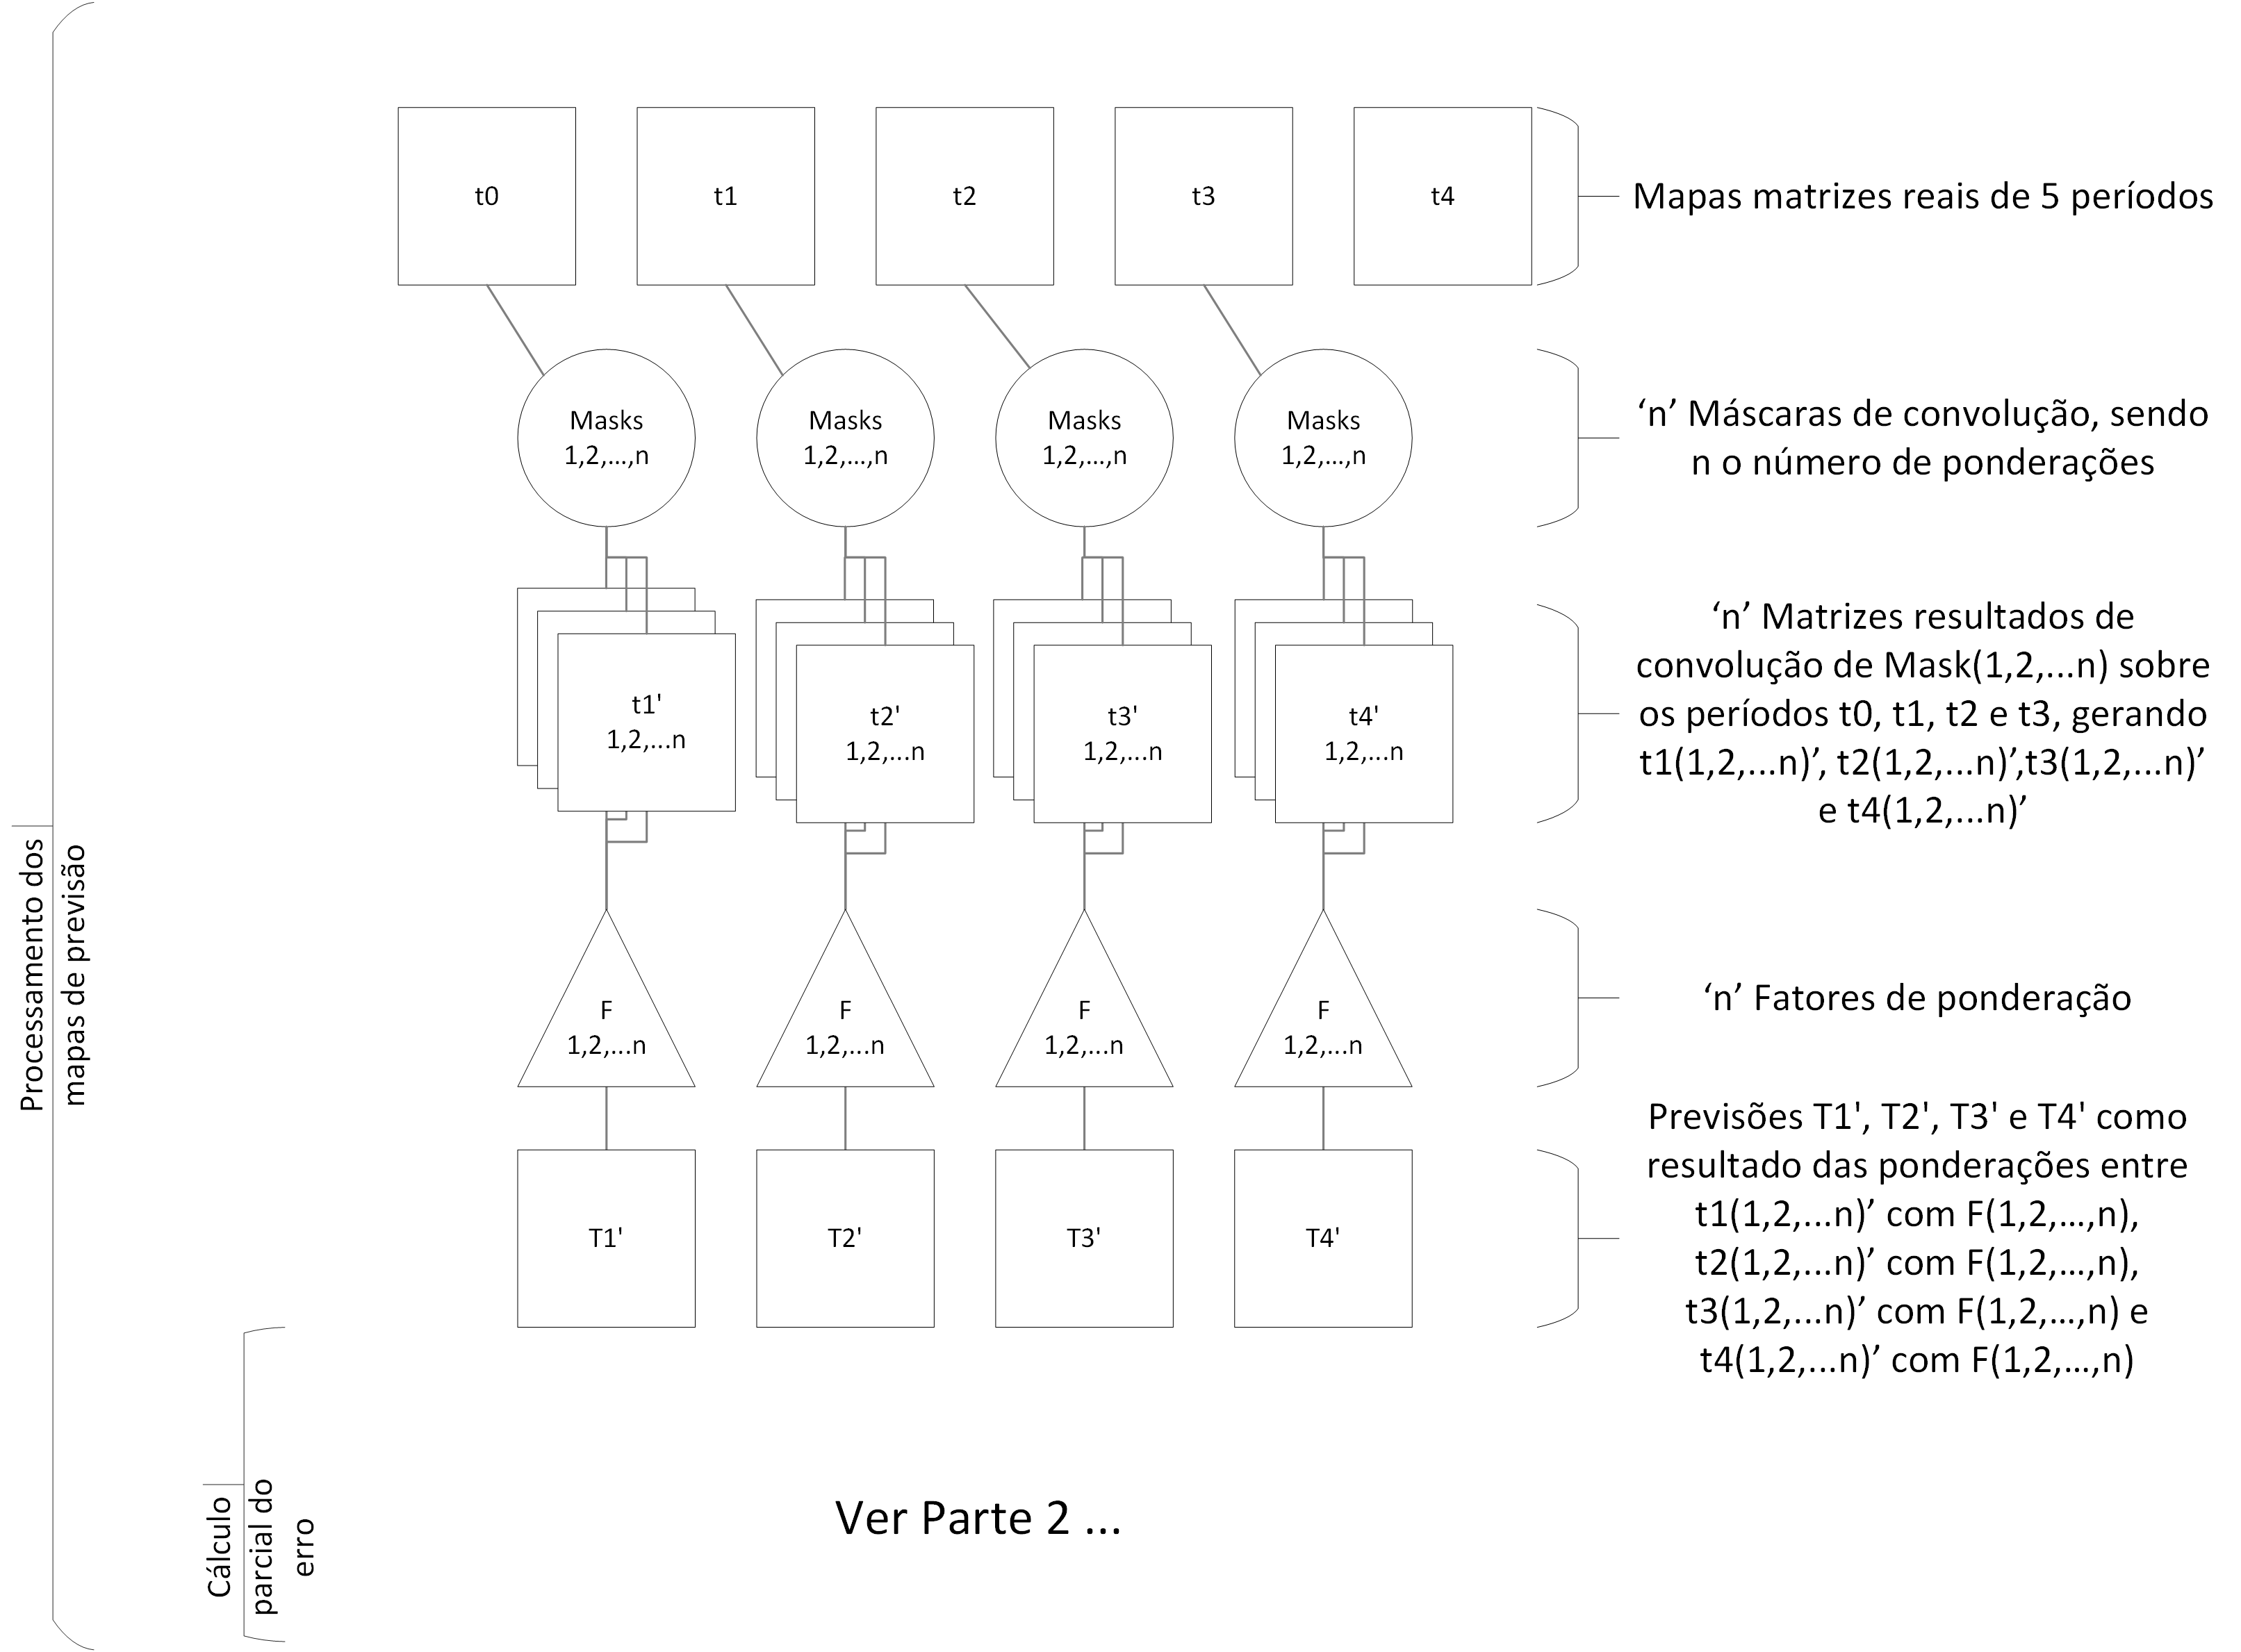 t0
t1
t2
t3
t4
Mapas matrizes reais de 5 períodos
Masks
1,2,...,n
Masks
1,2,...,n
Masks
1,2,...,n
Masks
1,2,...,n
‘n’ Máscaras de convolução, sendo
n o número de ponderações
t1'
1,2,...n
t2'
1,2,...n
t3'
1,2,...n
t4'
1,2,...n
‘n’ Matrizes resultados de
convolução de Mask(1,2,...n) sobre
os períodos t0, t1, t2 e t3, gerando
t1(1,2,...n)’, t2(1,2,...n)’,t3(1,2,...n)’
e t4(1,2,...n)’
F
1,2,...n
F
1,2,...n
F
1,2,...n
F
1,2,...n
‘n’ Fatores de ponderação
T1'
T2'
T3'
T4'
Previsões T1', T2', T3' e T4' como
resultado das ponderações entre
t1(1,2,...n)’ com F(1,2,...,n),
t2(1,2,...n)’ com F(1,2,...,n),
t3(1,2,...n)’ com F(1,2,...,n) e
t4(1,2,...n)’ com F(1,2,...,n)
Processamento dos
mapas de previsão
Cálculo
parcial do
erro
Ver Parte 2 ...